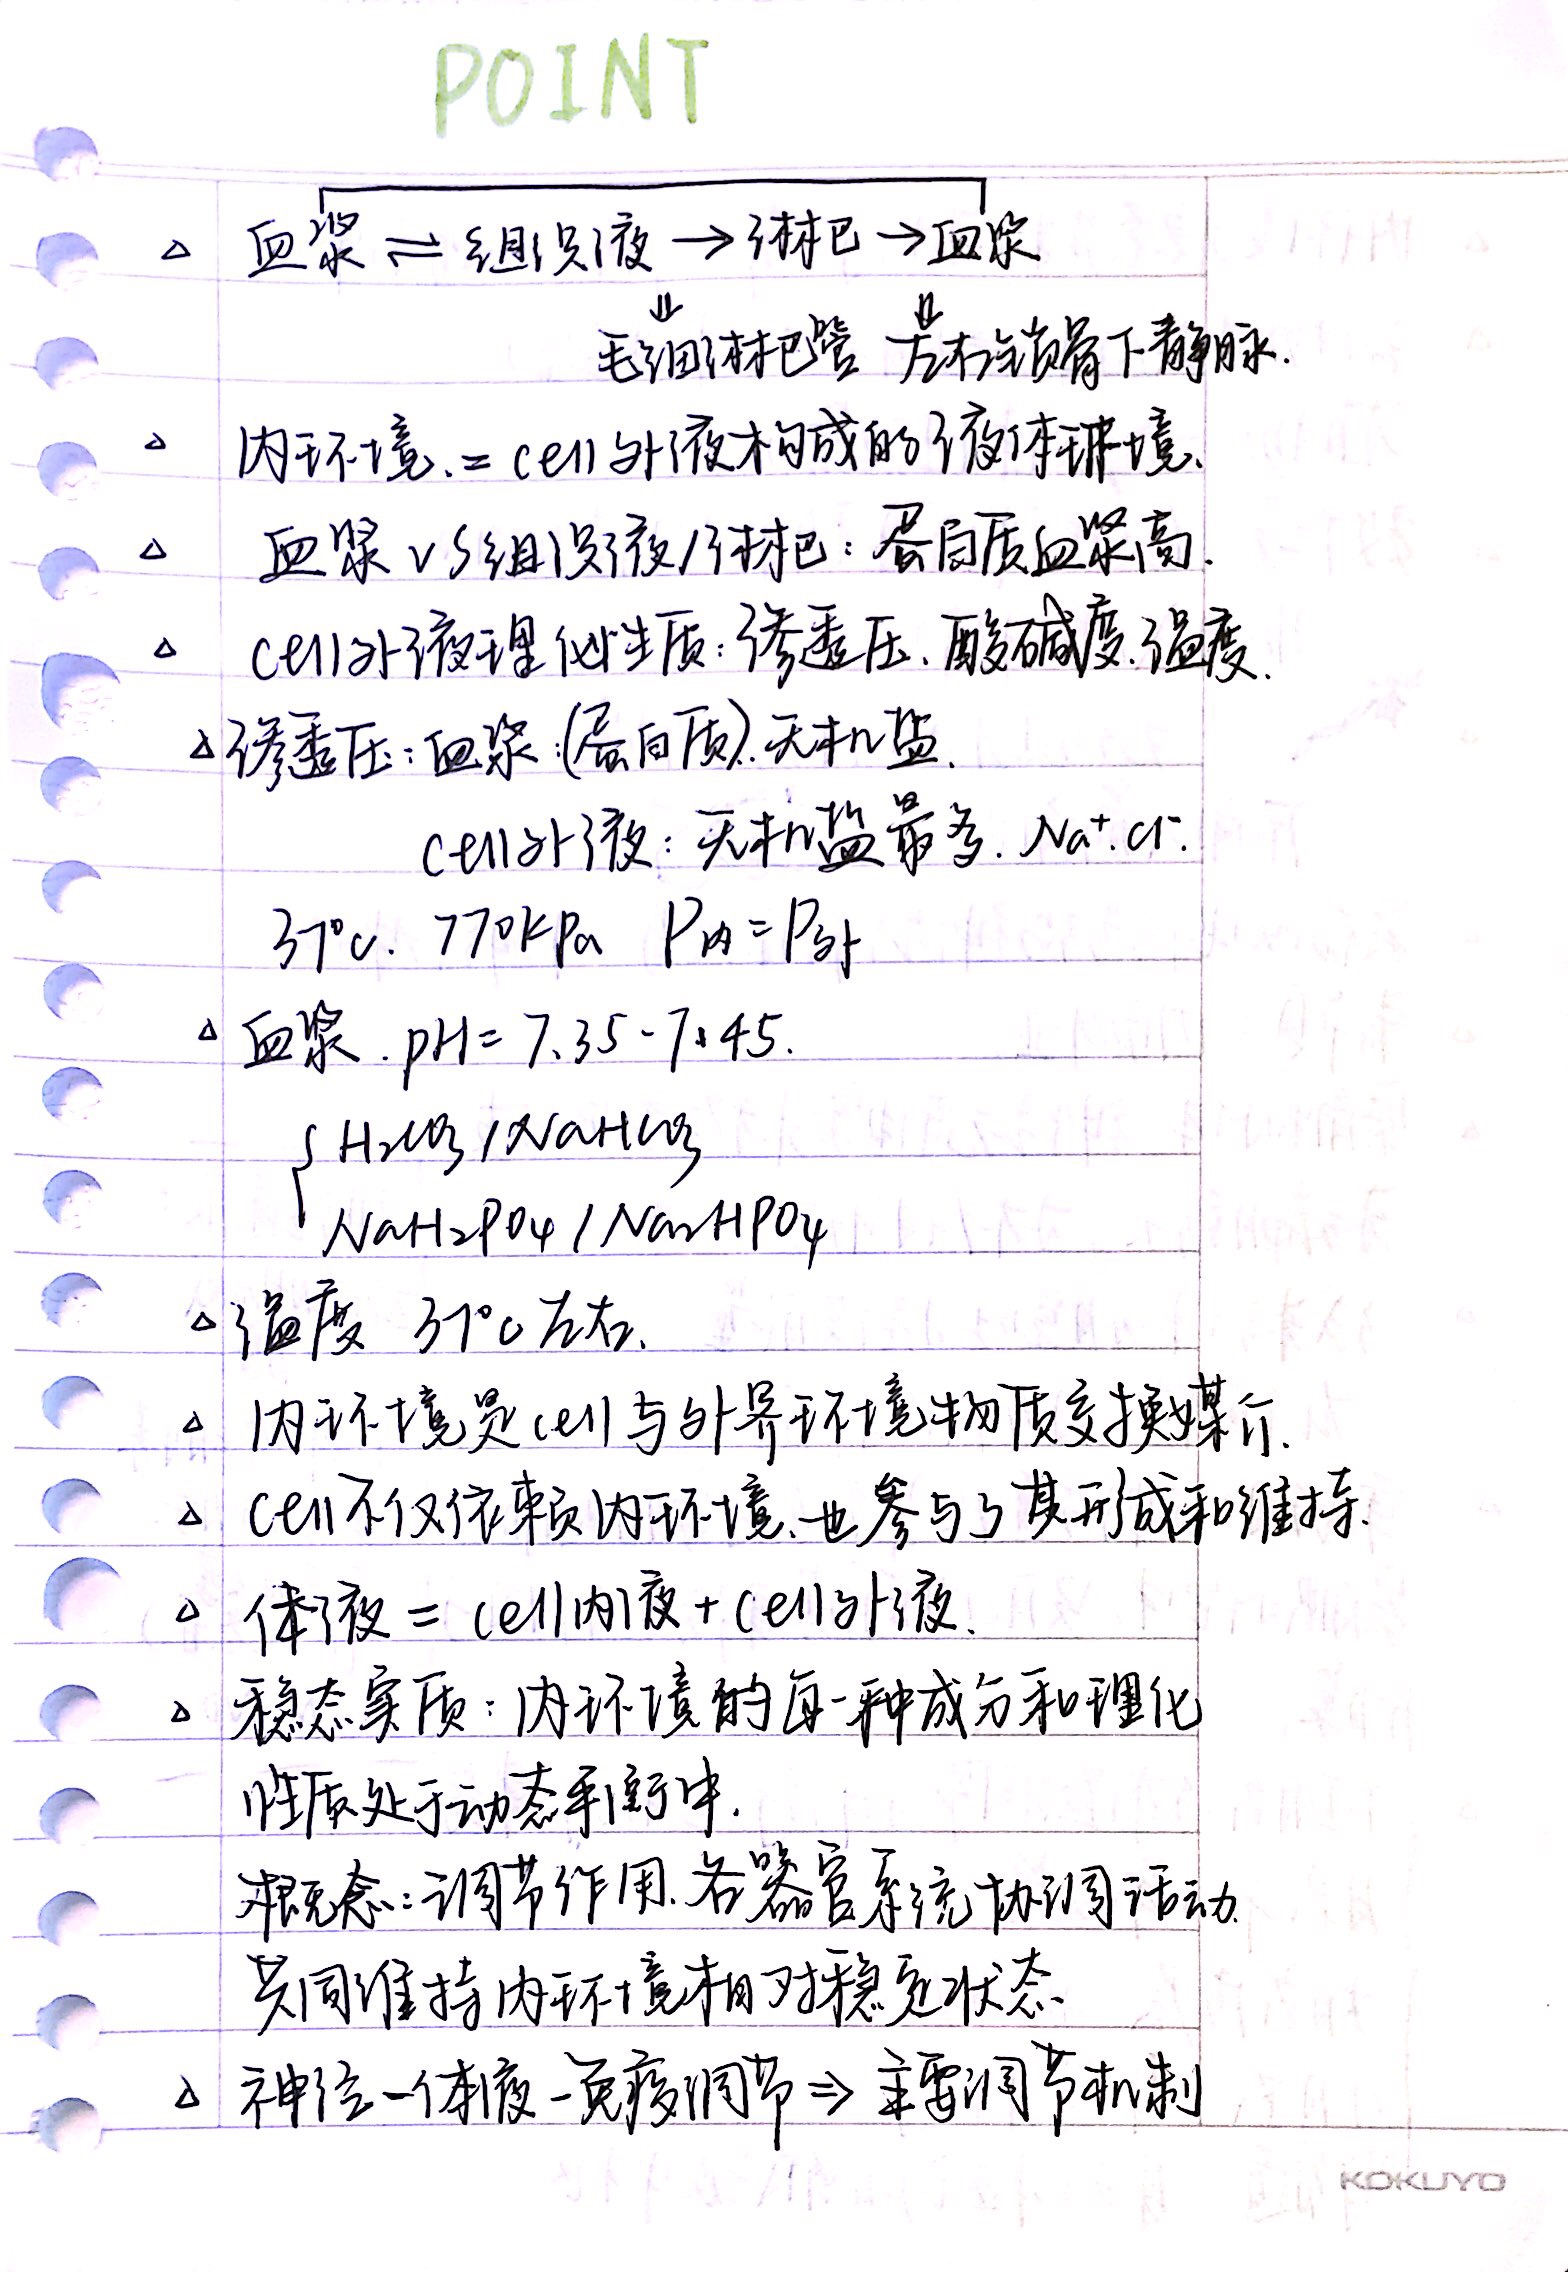 POINT
△ 血浆 ⇌ 组织液 → 淋巴 → 血浆
⇓ ⇓
毛细淋巴管 左右锁骨下静脉.
△ 内环境 = cell外液构成的液体环境.
△ 血浆 VS 组织液/淋巴: 蛋白质血浆高.
△ cell外液理化性质: 渗透压、酸碱度、温度.
△ 渗透压: 血浆: (蛋白质). 无机盐.
cell外液: 无机盐最多. Na⁺. Cl⁻.
37°C. 770kPa P内 = P外
△ 血浆. pH = 7.35 - 7.45.
{ H₂CO₃ / NaHCO₃
NaH₂PO₄ / Na₂HPO₄
△ 温度 37°C左右.
△ 内环境是cell与外界环境物质交换媒介.
△ cell不仅依赖内环境、也参与了其形成和维持.
△ 体液 = cell内液 + cell外液.
△ 稳态实质: 内环境的每一种成分和理化
性质处于动态平衡中.
概念: 调节作用、各器官系统协调活动.
共同维持内环境相对稳定状态
△ 神经-体液-免疫调节 ⇒ 主要调节机制
KOKUYO